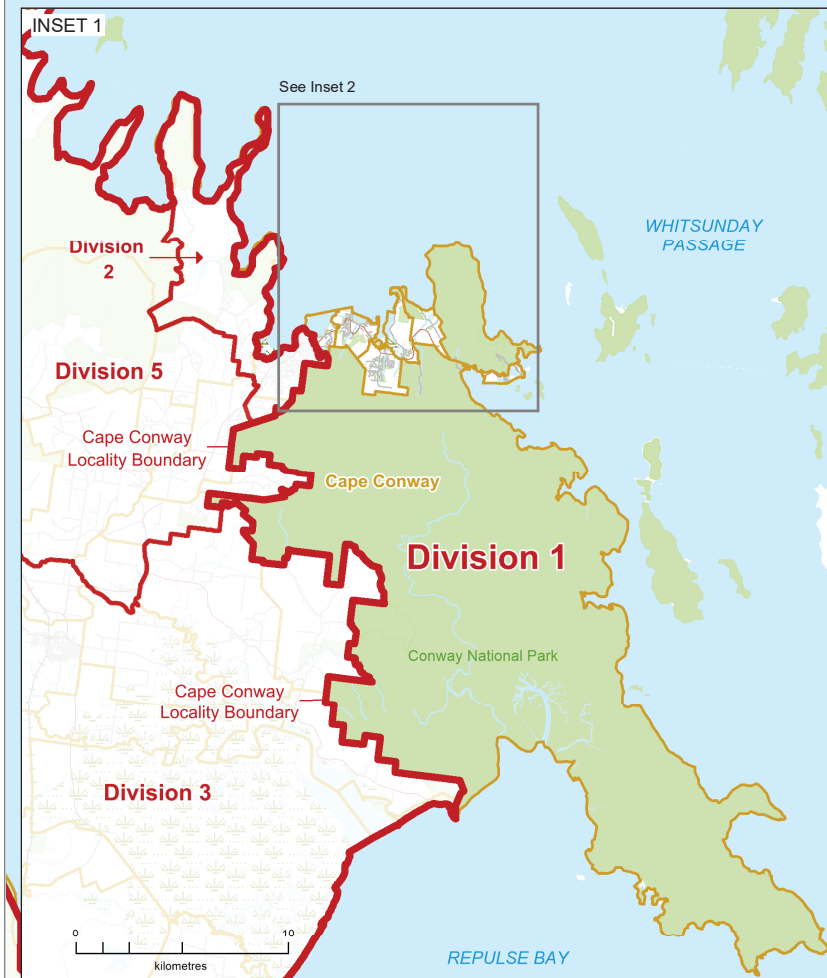 INSET 1
See Inset 2
WHITSUNDAY
PASSAGE
Division
2
Division 5
Cape Conway
Locality Boundary
Cape Conway
Division 1
Conway National Park
Cape Conway
Locality Boundary
Division 3
0
10
kilometres
REPULSE BAY